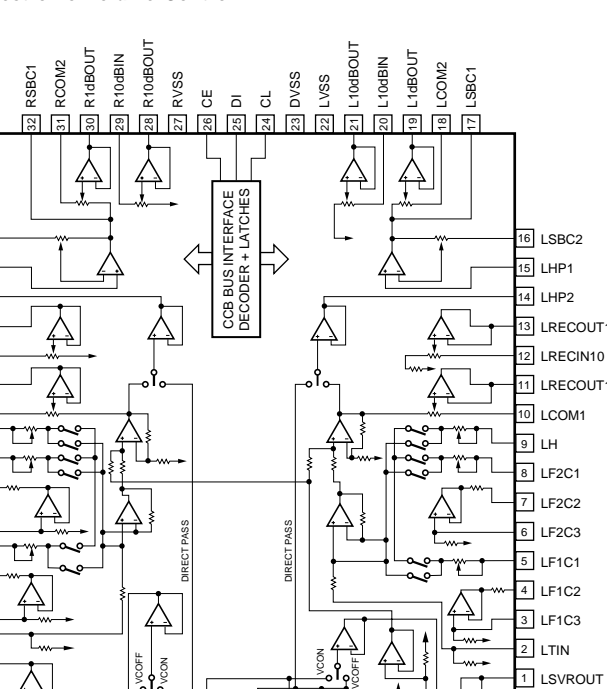 RSBC1
RCOM2
R1dBOUT
R10dBIN
R10dBOUT
RVSS
CE
DI
CL
DVSS
LVSS
L10dBOUT
L10dBIN
L1dBOUT
LCOM2
LSBC1
32
31
30
29
28
27
26
25
24
23
22
21
20
19
18
17
CCB BUS INTERFACE
DECODER + LATCHES
16 LSBC2
15 LHP1
14 LHP2
13 LRECOUT1
12 LRECIN10
11 LRECOUT1
10 LCOM1
9 LH
8 LF2C1
7 LF2C2
6 LF2C3
5 LF1C1
4 LF1C2
3 LF1C3
2 LTIN
1 LSVROUT
DIRECT PASS
DIRECT PASS
VCOFF
VCON
VCON
VCOFF